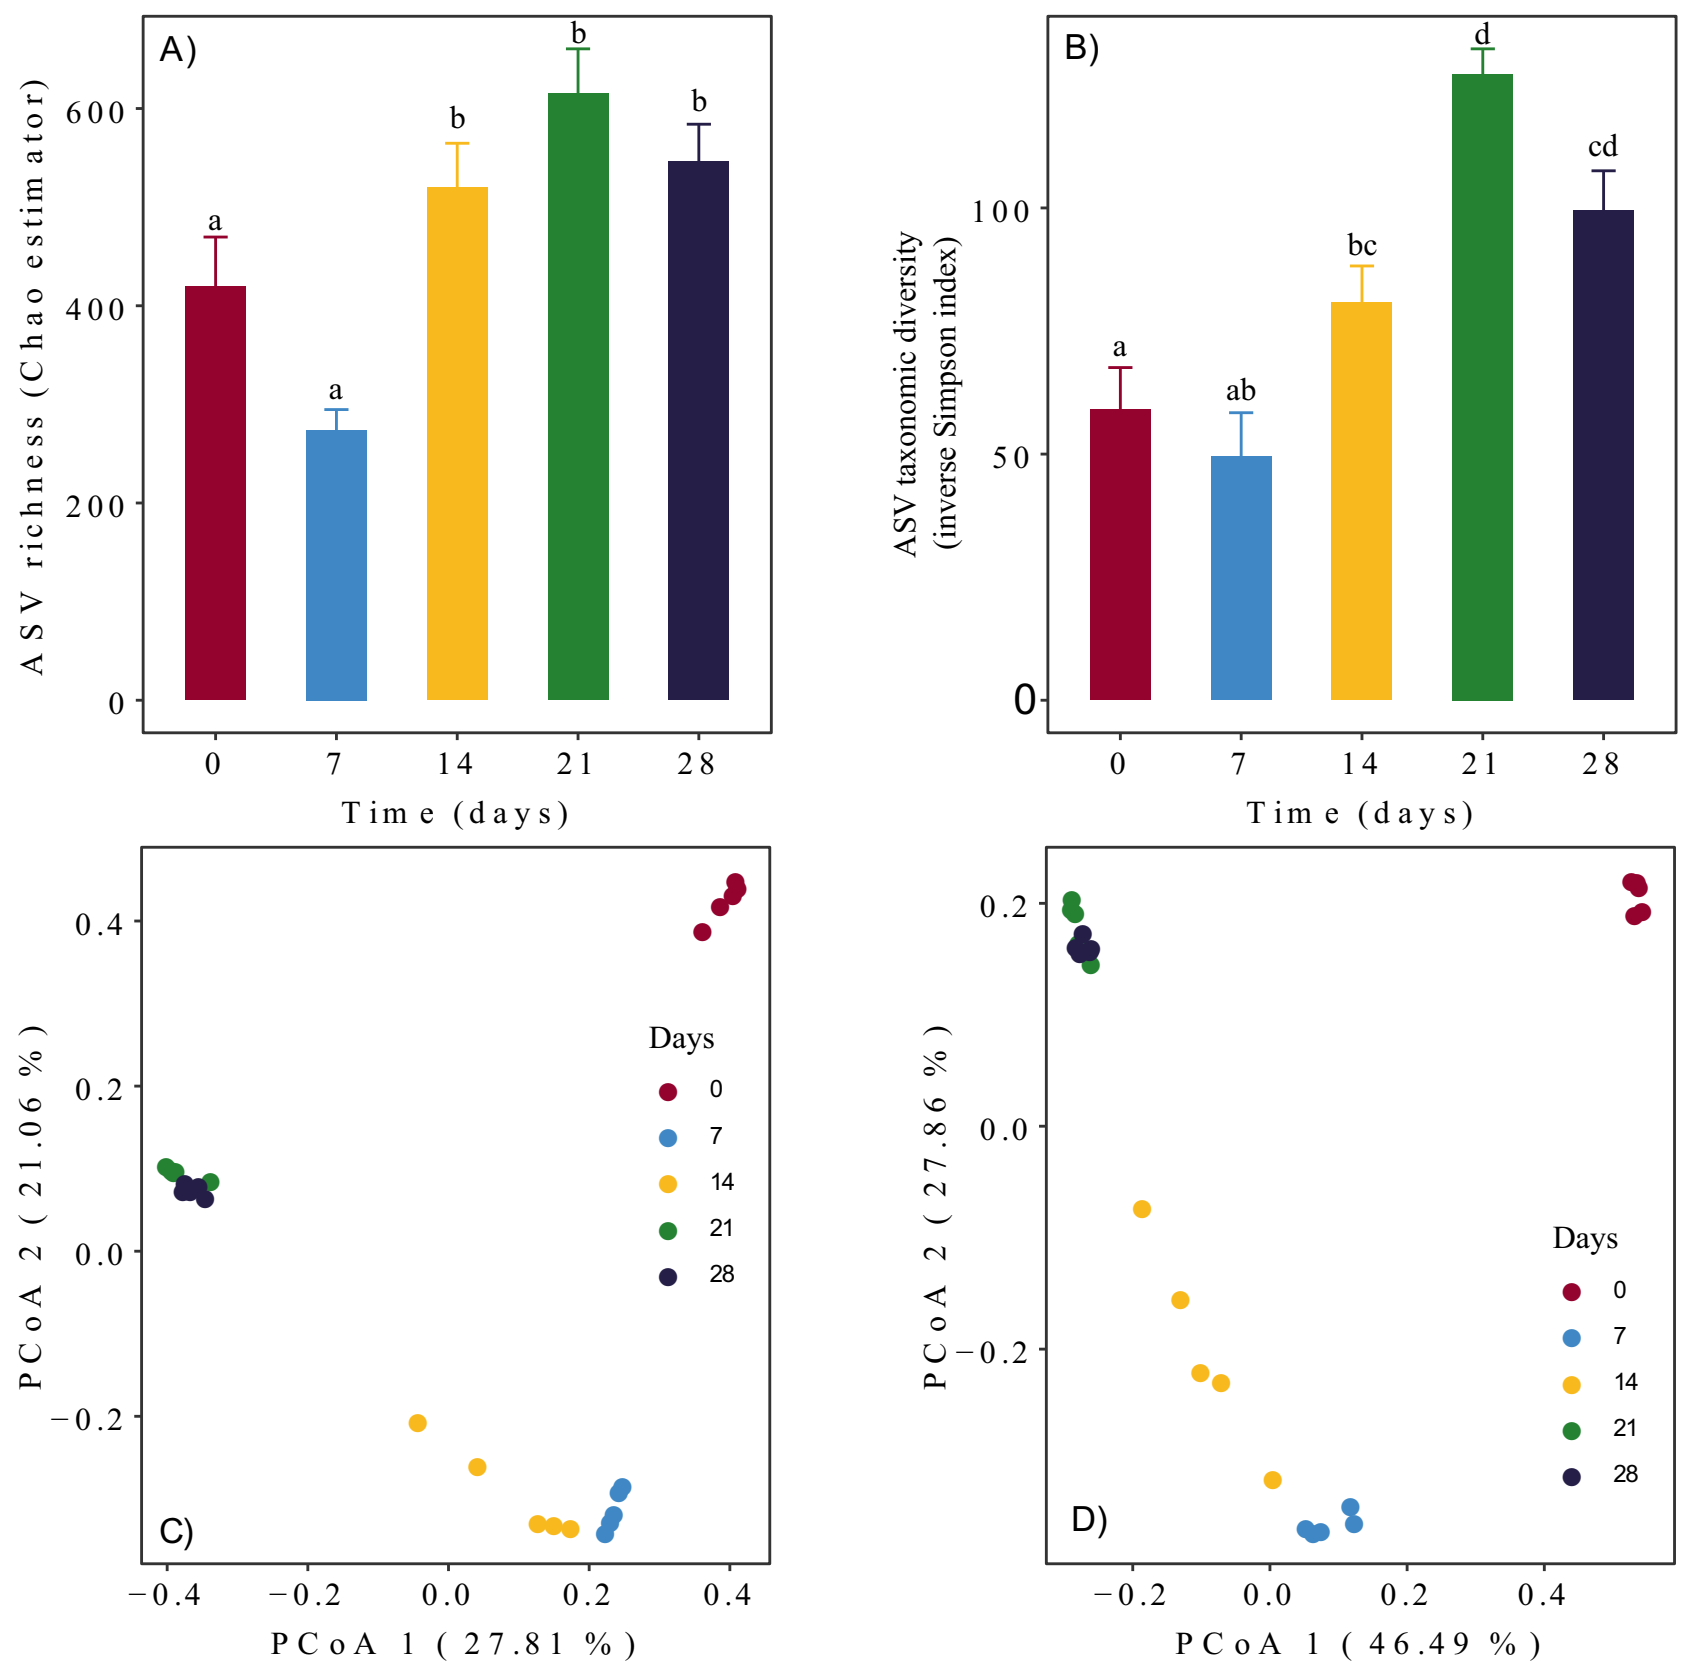 A)
ASV richness (Chao estimator)
600
400
200
0
a
a
b
b
b
0 7 14 21 28
Time (days)
B)
ASV taxonomic diversity
(inverse Simpson index)
100
50
0
a
ab
bc
d
cd
0 7 14 21 28
Time (days)
C)
PCoA 2 ( 21.06 %)
0.4
0.2
0.0
−0.2
Days
0
7
14
21
28
−0.4 −0.2 0.0 0.2 0.4
PCoA 1 ( 27.81 %)
D)
PCoA 2 ( 27.86 %)
0.2
0.0
−0.2
Days
0
7
14
21
28
−0.2 0.0 0.2 0.4
PCoA 1 ( 46.49 %)